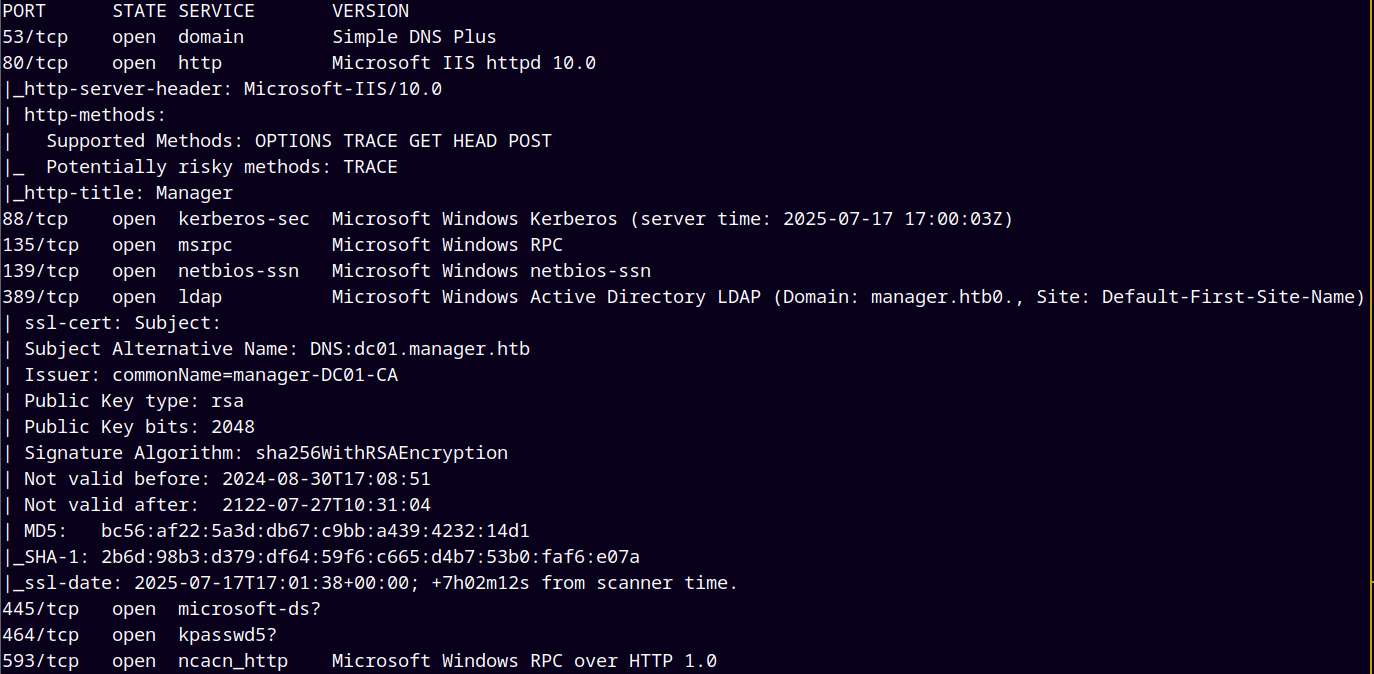 PORT      STATE SERVICE       VERSION
53/tcp    open  domain        Simple DNS Plus
80/tcp    open  http          Microsoft IIS httpd 10.0
|_http-server-header: Microsoft-IIS/10.0
| http-methods:
|   Supported Methods: OPTIONS TRACE GET HEAD POST
|_  Potentially risky methods: TRACE
|_http-title: Manager
88/tcp    open  kerberos-sec  Microsoft Windows Kerberos (server time: 2025-07-17 17:00:03Z)
135/tcp   open  msrpc         Microsoft Windows RPC
139/tcp   open  netbios-ssn   Microsoft Windows netbios-ssn
389/tcp   open  ldap          Microsoft Windows Active Directory LDAP (Domain: manager.htb0., Site: Default-First-Site-Name)
| ssl-cert: Subject:
| Subject Alternative Name: DNS:dc01.manager.htb
| Issuer: commonName=manager-DC01-CA
| Public Key type: rsa
| Public Key bits: 2048
| Signature Algorithm: sha256WithRSAEncryption
| Not valid before: 2024-08-30T17:08:51
| Not valid after:  2122-07-27T10:31:04
| MD5:   bc56:af22:5a3d:db67:c9bb:a439:4232:14d1
|_SHA-1: 2b6d:98b3:d379:df64:59f6:c665:d4b7:53b0:faf6:e07a
|_ssl-date: 2025-07-17T17:01:38+00:00; +7h02m12s from scanner time.
445/tcp   open  microsoft-ds?
464/tcp   open  kpasswd5?
593/tcp   open  ncacn_http    Microsoft Windows RPC over HTTP 1.0